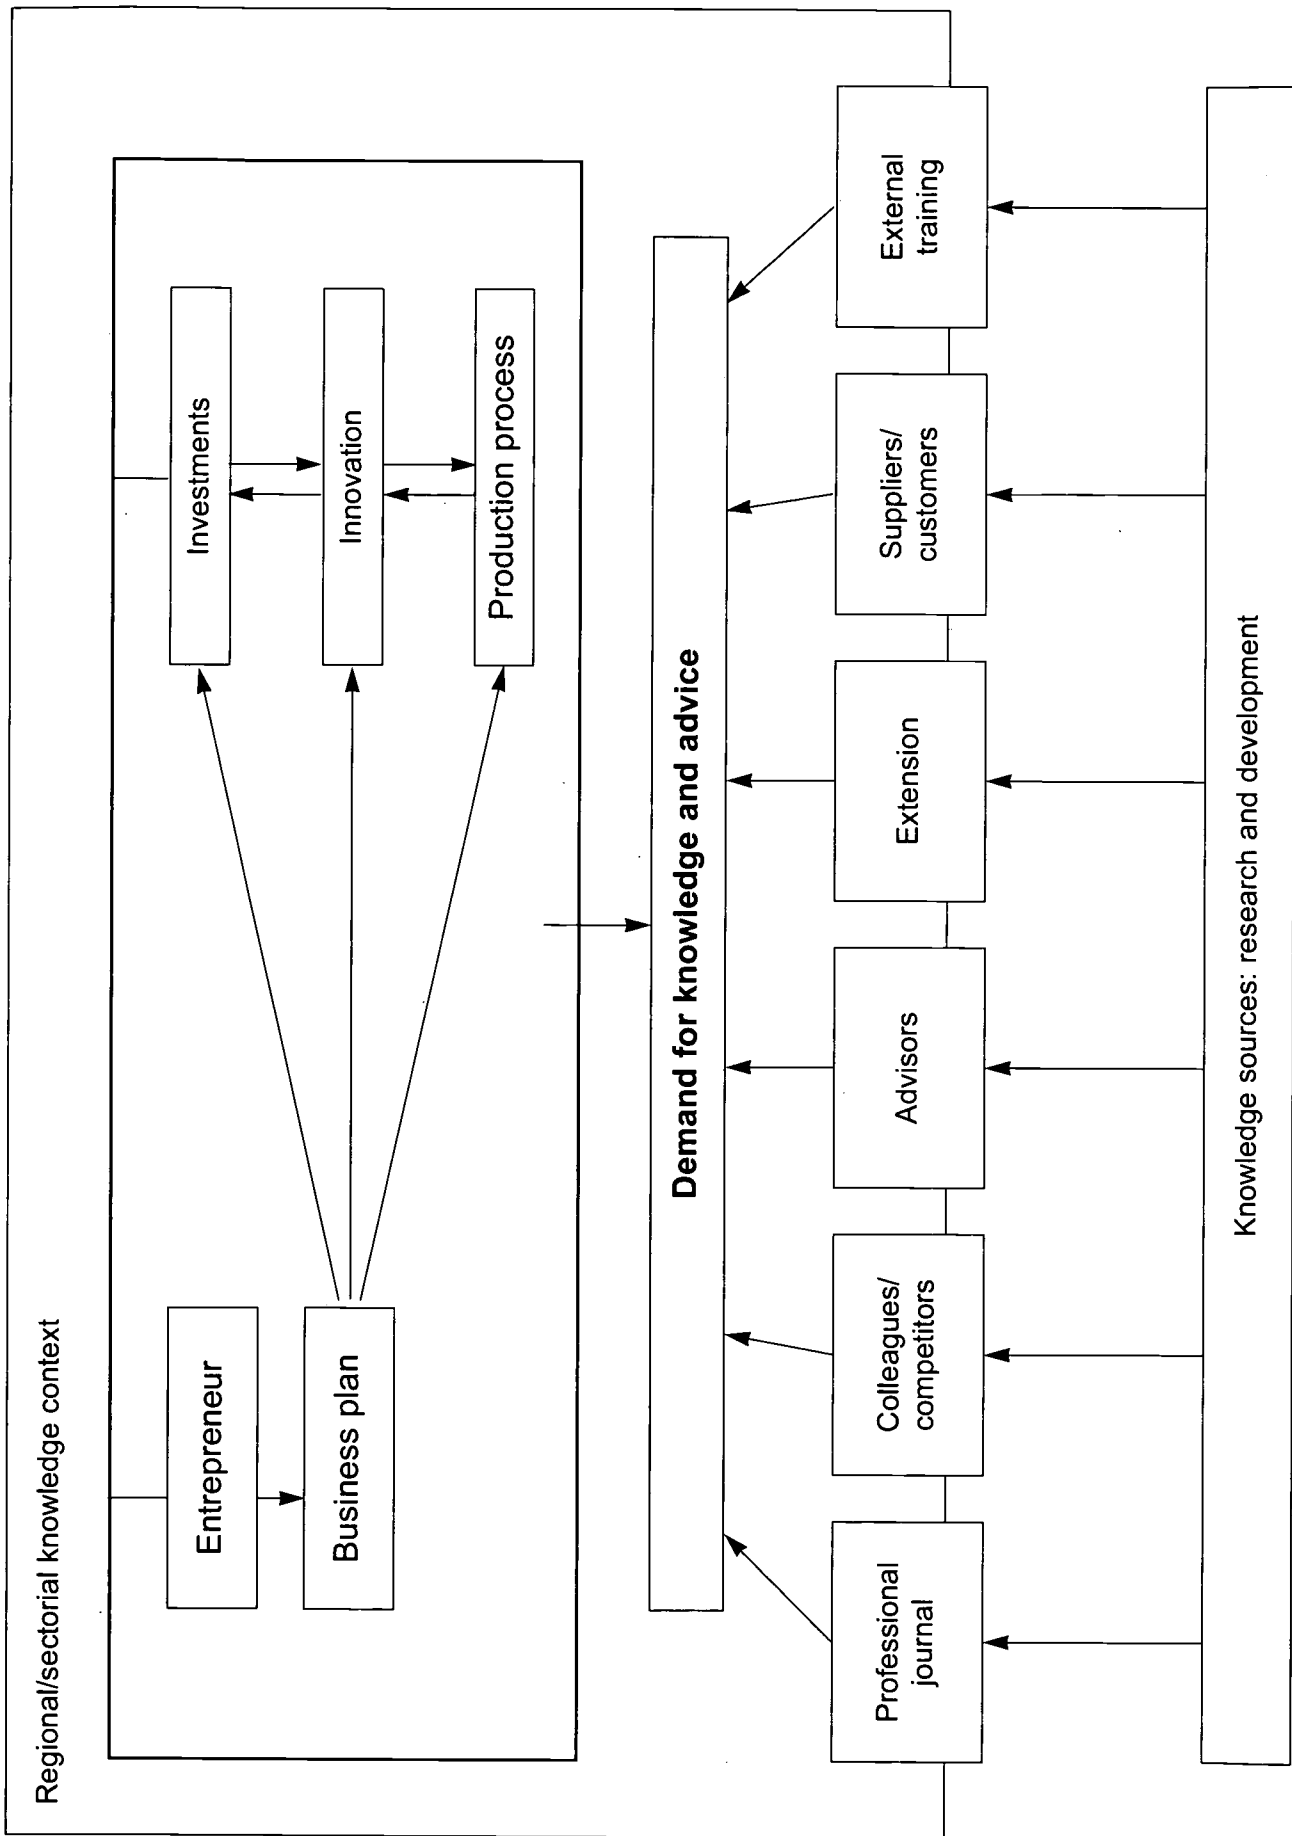 Regional/sectorial knowledge context
Entrepreneur
Business plan
Investments
Innovation
Production process
Demand for knowledge and advice
Professional
journal
Colleagues/
competitors
Advisors
Extension
Suppliers/
customers
External
training
Knowledge sources: research and development